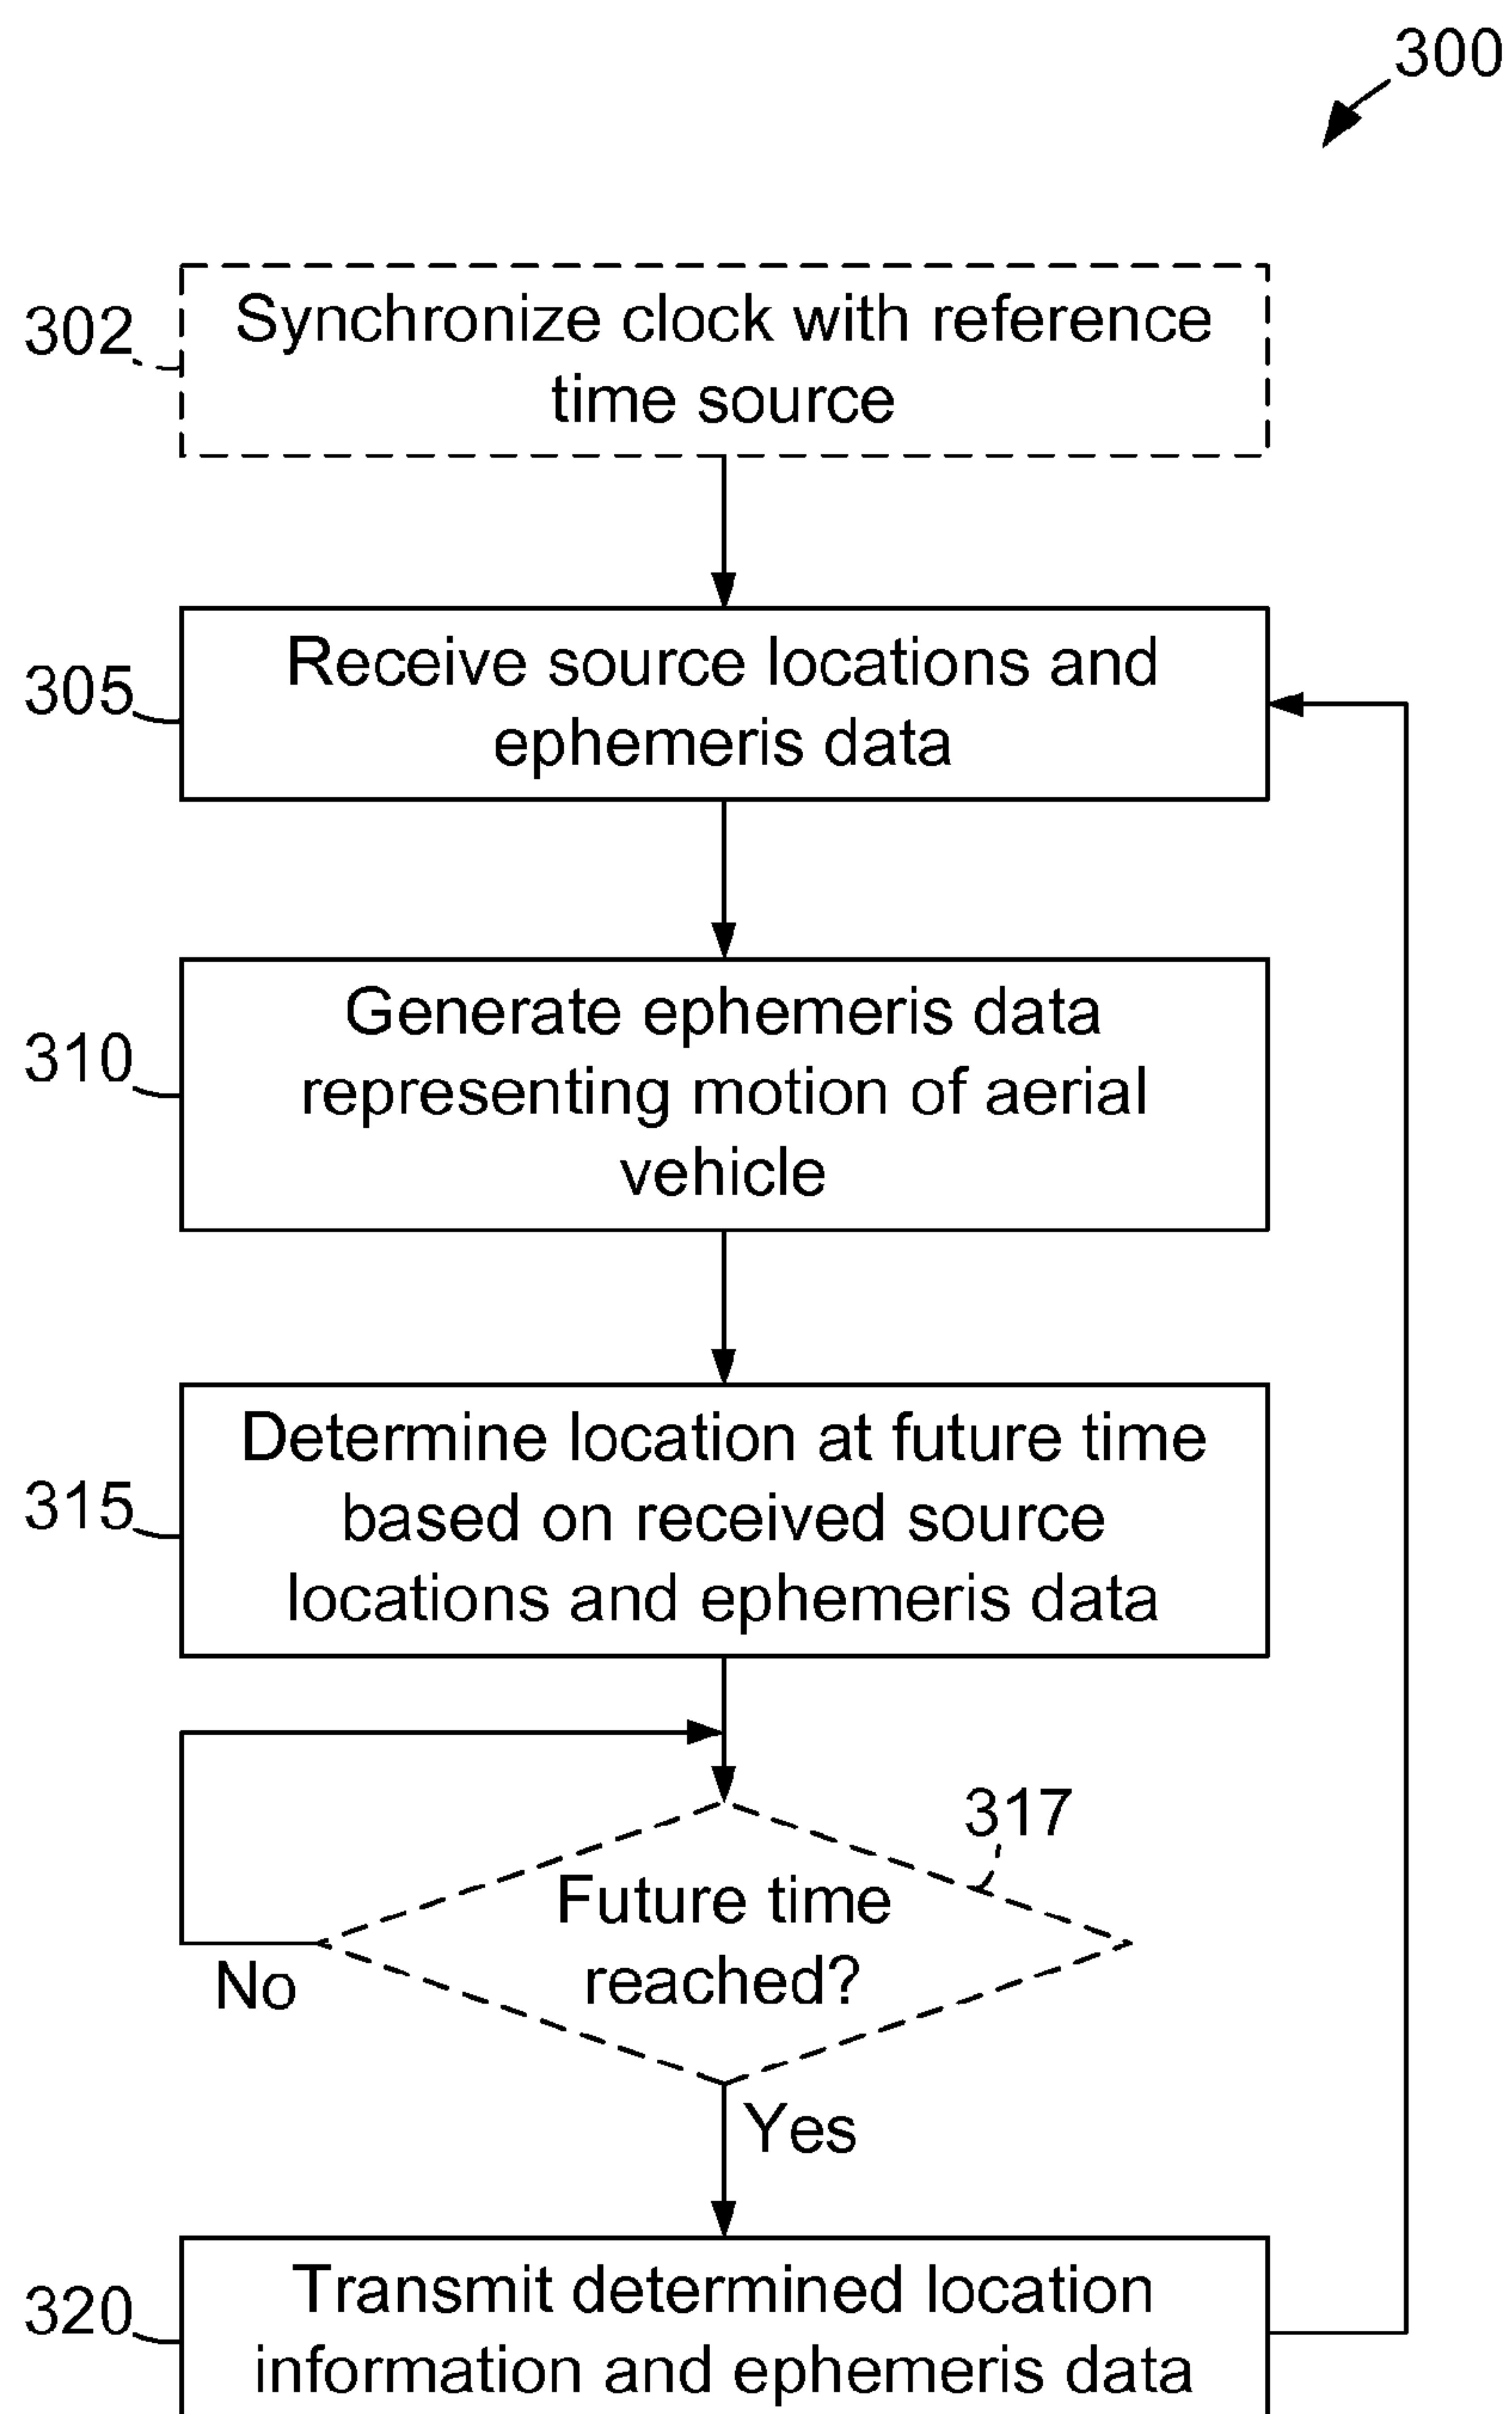 300
302
Synchronize clock with reference
time source
305
Receive source locations and
ephemeris data
310
Generate ephemeris data
representing motion of aerial
vehicle
315
Determine location at future time
based on received source
locations and ephemeris data
317
Future time
reached?
No
Yes
320
Transmit determined location
information and ephemeris data